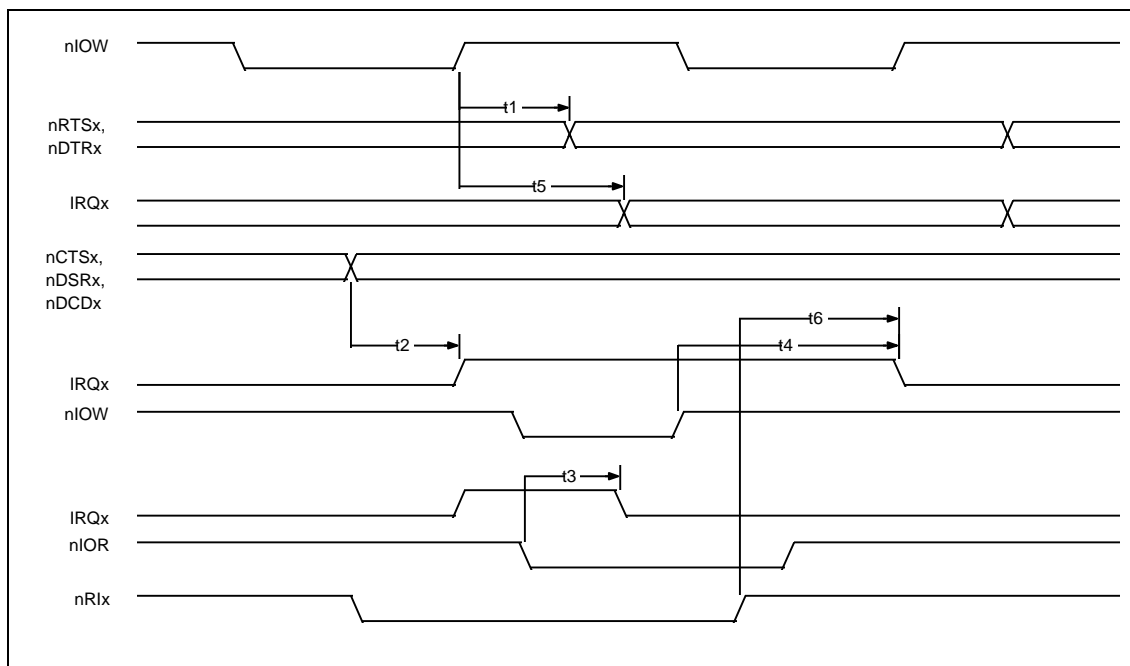 nIOW
t1
nRTSx,
nDTRx
t5
IRQx
nCTSx,
nDSRx,
nDCDx
t6
t2
t4
IRQx
nIOW
t3
IRQx
nIOR
nRIx